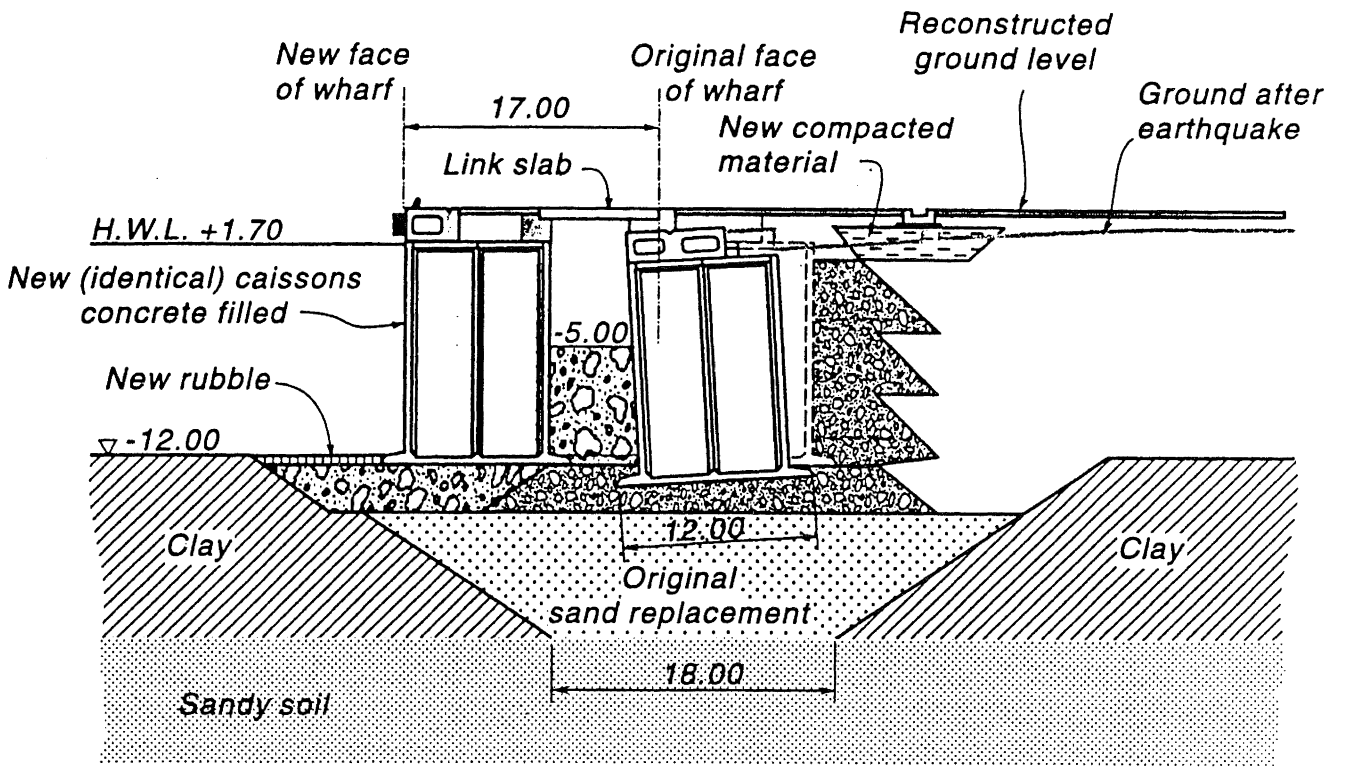 Reconstructed
ground level
New face
of wharf
Original face
of wharf
Ground after
earthquake
17.00
New compacted
material
Link slab
H.W.L. +1.70
New (identical) caissons
concrete filled
-5.00
New rubble
-12.00
12.00
Clay
Clay
Original
sand replacement
18.00
Sandy soil